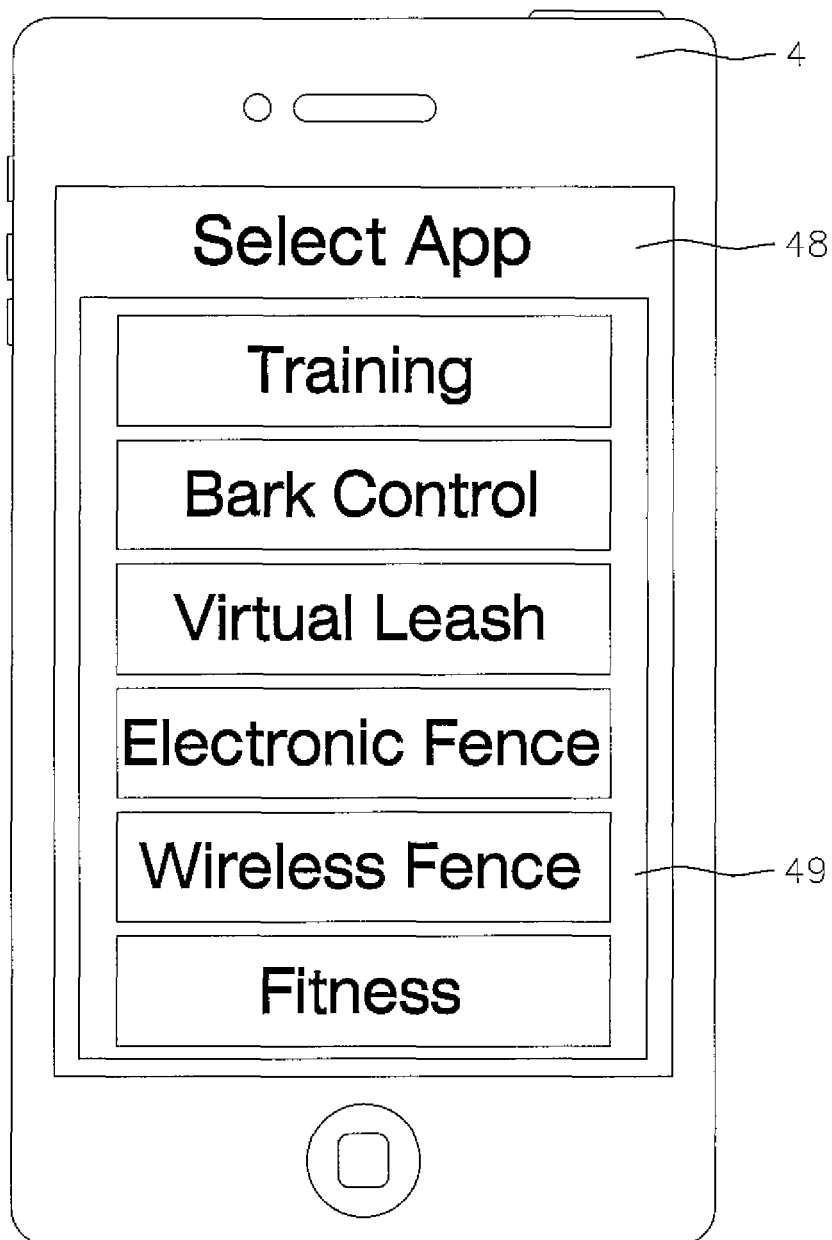 4
Select App
48
Training
Bark Control
Virtual Leash
Electronic Fence
Wireless Fence
49
Fitness